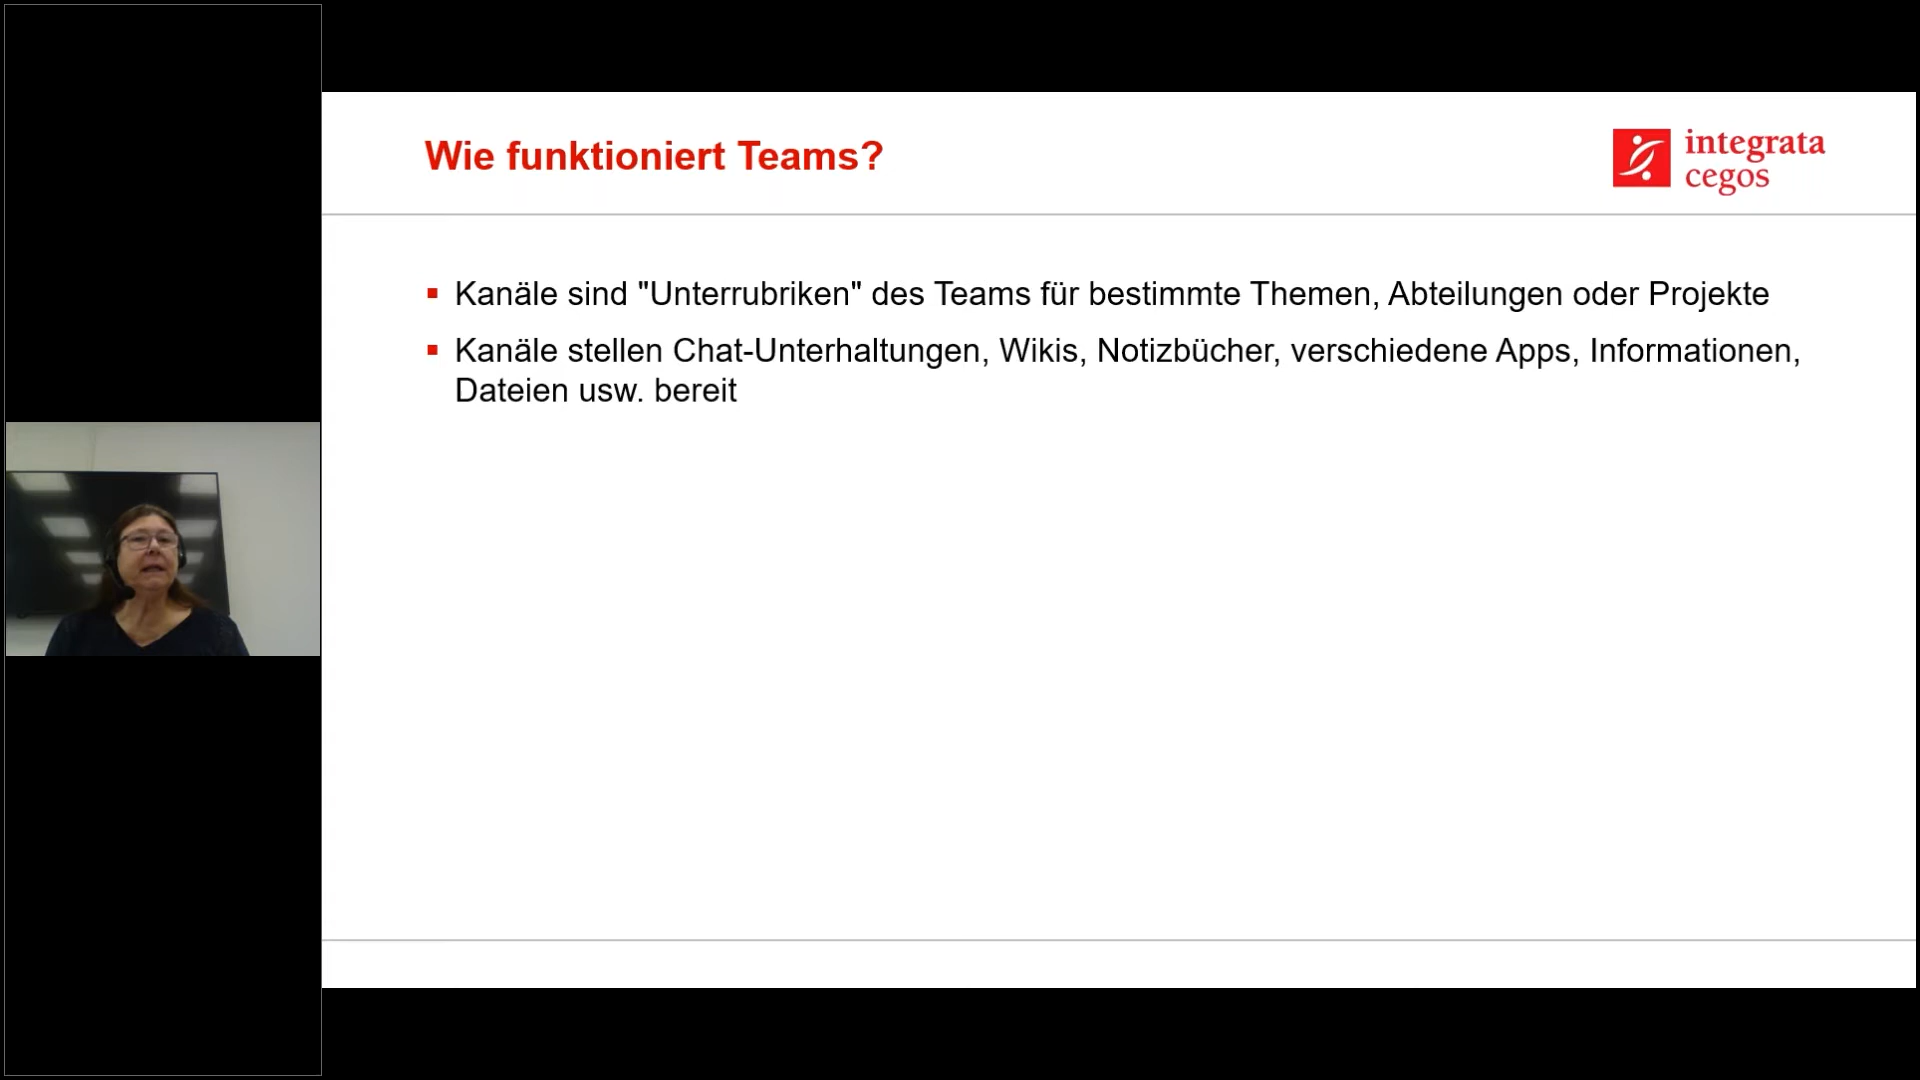 Wie funktioniert Teams?
integrata
cegos
Kanäle sind "Unterrubriken" des Teams für bestimmte Themen, Abteilungen oder Projekte
Kanäle stellen Chat-Unterhaltungen, Wikis, Notizbücher, verschiedene Apps, Informationen,
Dateien usw. bereit